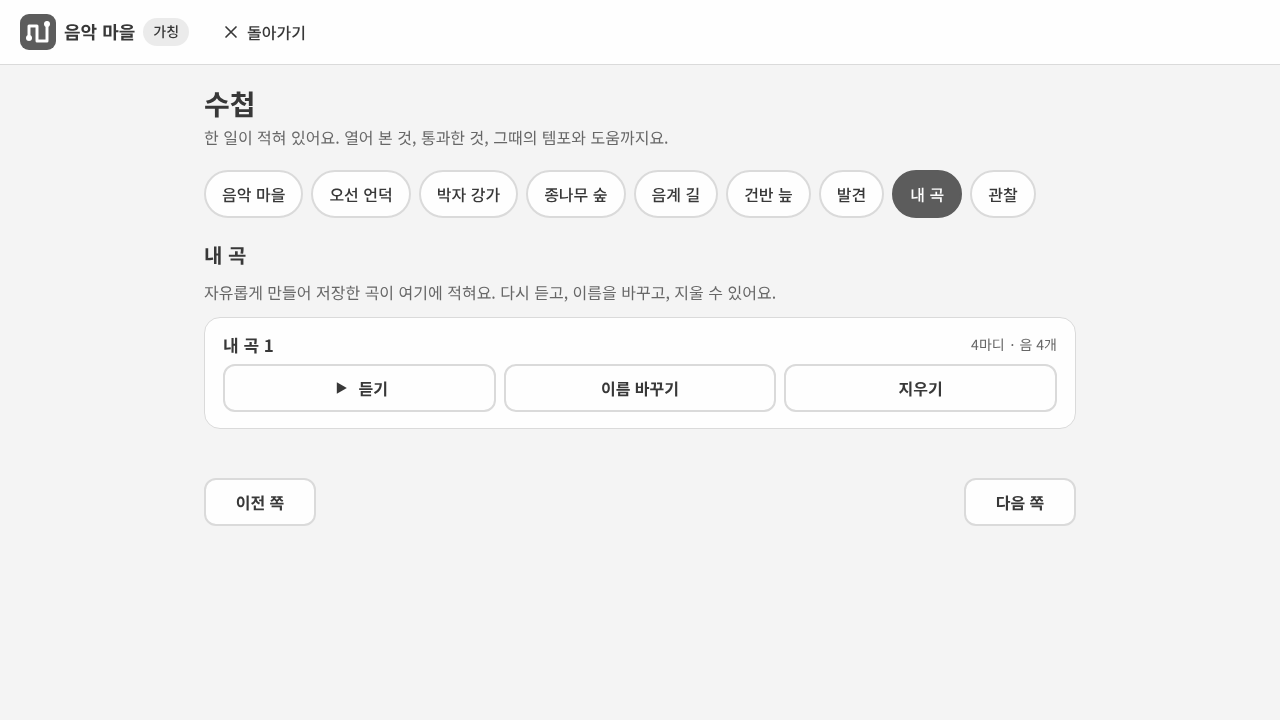 음악 마을 가칭 돌아가기
수첩
한 일이 적혀 있어요. 열어 본 것, 통과한 것, 그때의 템포와 도움까지요.
음악 마을 오선 언덕 박자 강가 종나무 숲 음계 길 건반 늪 발견 내 곡 관찰
내 곡
자유롭게 만들어 저장한 곡이 여기에 적혀요. 다시 듣고, 이름을 바꾸고, 지울 수 있어요.
내 곡 1 4마디 · 음 4개
듣기 이름 바꾸기 지우기
이전 쪽 다음 쪽